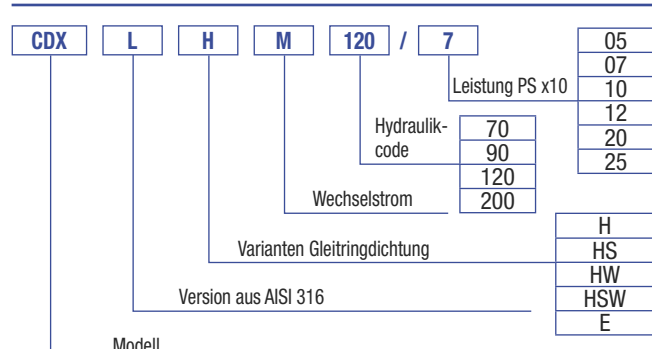 CDX L H M 120 / 7
05
07
Leistung PS x10 10
12
20
25
Hydraulik-
code
70
90
120
200
Wechselstrom
H
Varianten Gleitringdichtung HS
HW
Version aus AISI 316 HSW
E
Modell